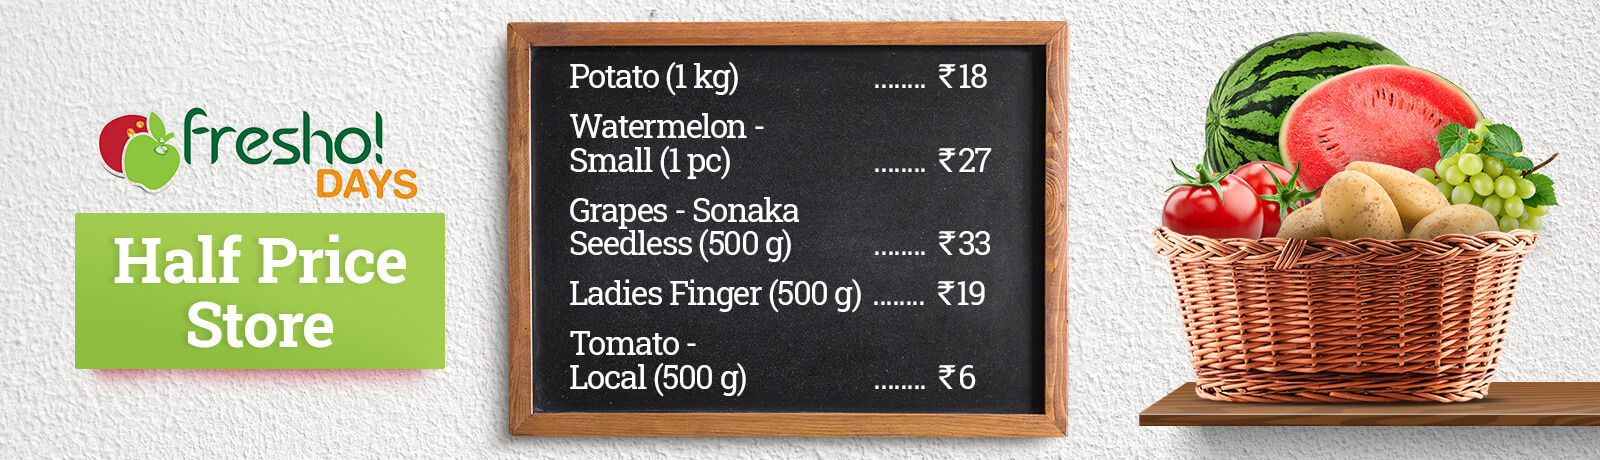 fresho!
DAYS
Half Price
Store
Potato (1 kg) ........ ₹18
Watermelon -
Small (1 pc) ........ ₹27
Grapes - Sonaka
Seedless (500 g) ........ ₹33
Ladies Finger (500 g) ........ ₹19
Tomato -
Local (500 g) ........ ₹6